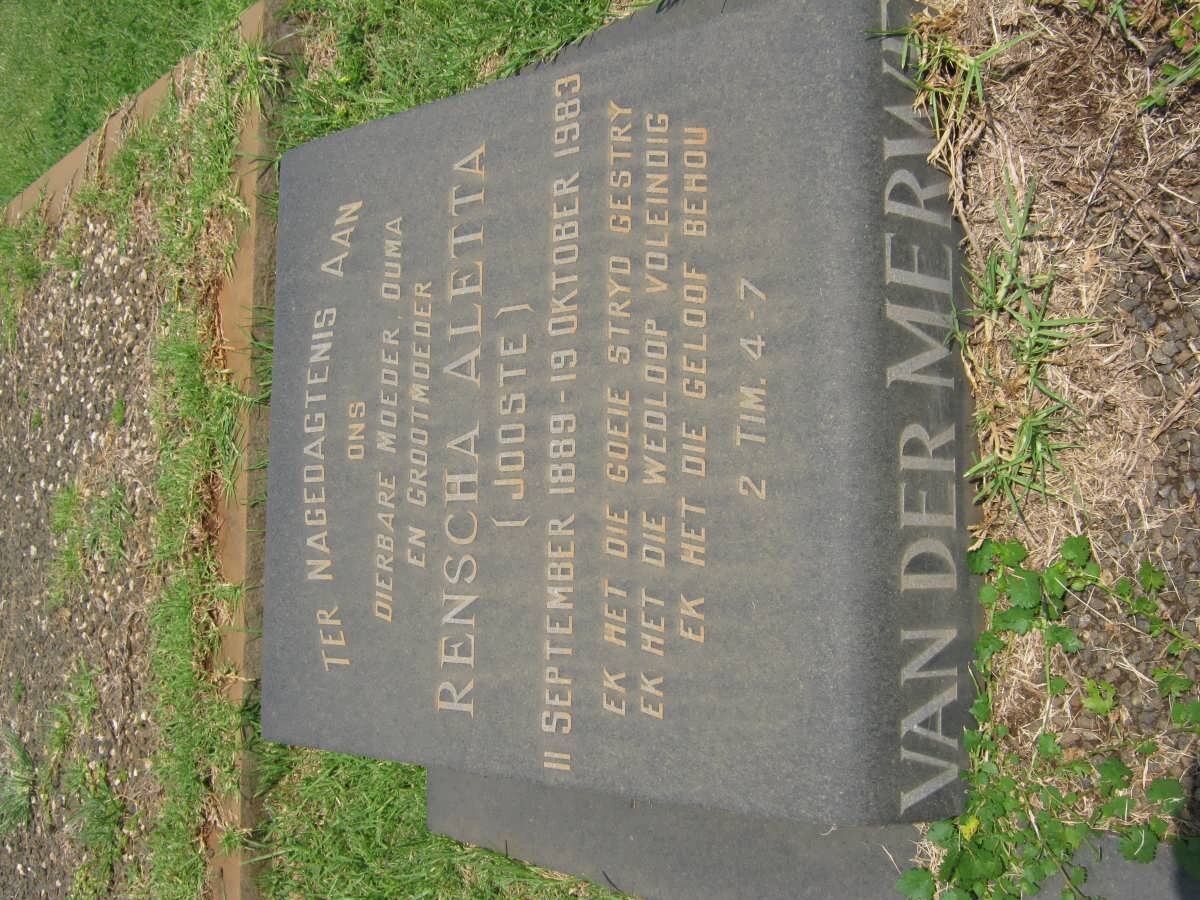 TER NAGEDAGTENIS AAN
ONS
DIERBARE MOEDER, OUMA
EN GROOTMOEDER
RENSCHA ALETTA
( JOOSTE )
11 SEPTEMBER 1889 - 19 OKTOBER 1983
EK HET DIE GOEIE STRYD GESTRY
EK HET DIE WEDLOOP VOLEINDIG
EK HET DIE GELOOF BEHOU
2 TIM. 4 - 7
VAN DER MERWE